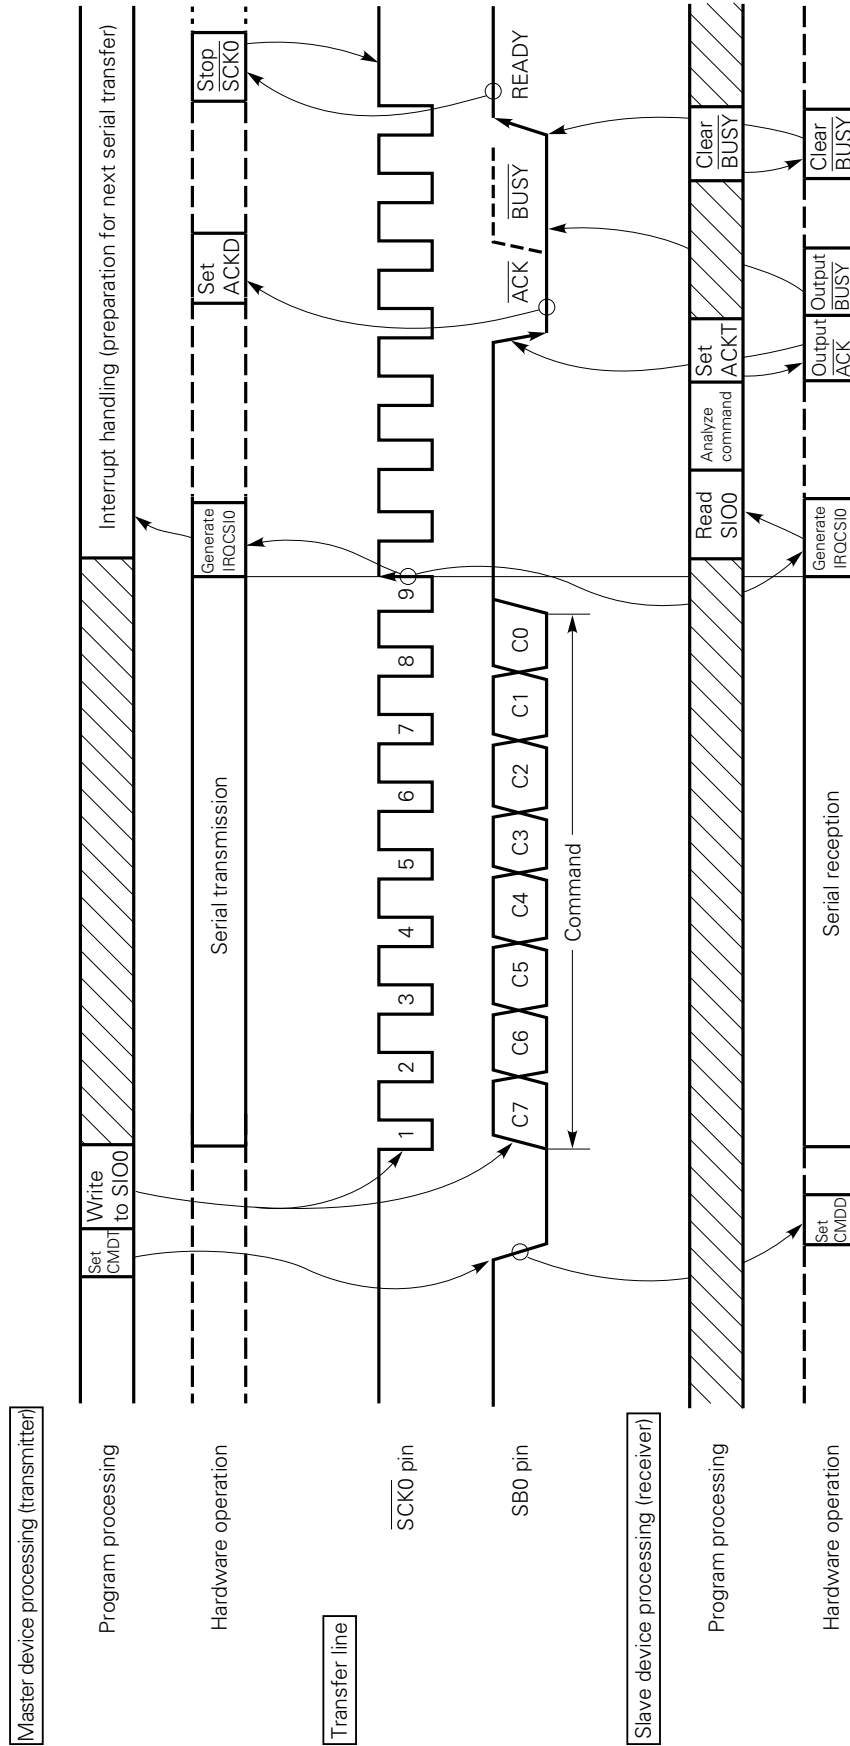 Master device processing (transmitter)
Program processing
Set
CMDT
Write
to SIO0
Interrupt handling (preparation for next serial transfer)
Hardware operation
Serial transmission
Generate
IRQCSI0
Set
ACKD
Stop
SCK0
Transfer line
SCK0 pin
1
2
3
4
5
6
7
8
9
SB0 pin
C7
C6
C5
C4
C3
C2
C1
C0
ACK
BUSY
READY
Command
Slave device processing (receiver)
Program processing
Read
SIO0
Analyze
command
Set
ACKT
Clear
BUSY
Hardware operation
Set
CMDD
Serial reception
Generate
IRQCSI0
Output
ACK
Output
BUSY
Clear
BUSY